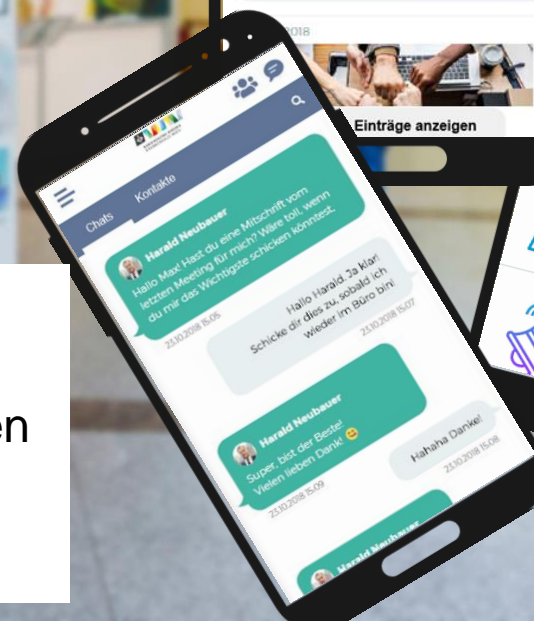 2018
Einträge anzeigen
en
Chats
Kontakte
Harald Neubauer
Hallo Max! Hast du eine Mitschrift vom
letzten Meeting für mich? Wäre toll, wenn
du mir das Wichtigste schicken könntest.
23.10.2018 15:05
Hallo Harald. Ja klar!
Schicke dir dies zu, sobald ich
wieder im Büro bin!
23.10.2018 15:07
Harald Neubauer
Super, bist der Beste!
Vielen lieben Dank! 😄
23.10.2018 15:09
Hahaha Danke!
23.10.2018 15:08
Harald Neubauer